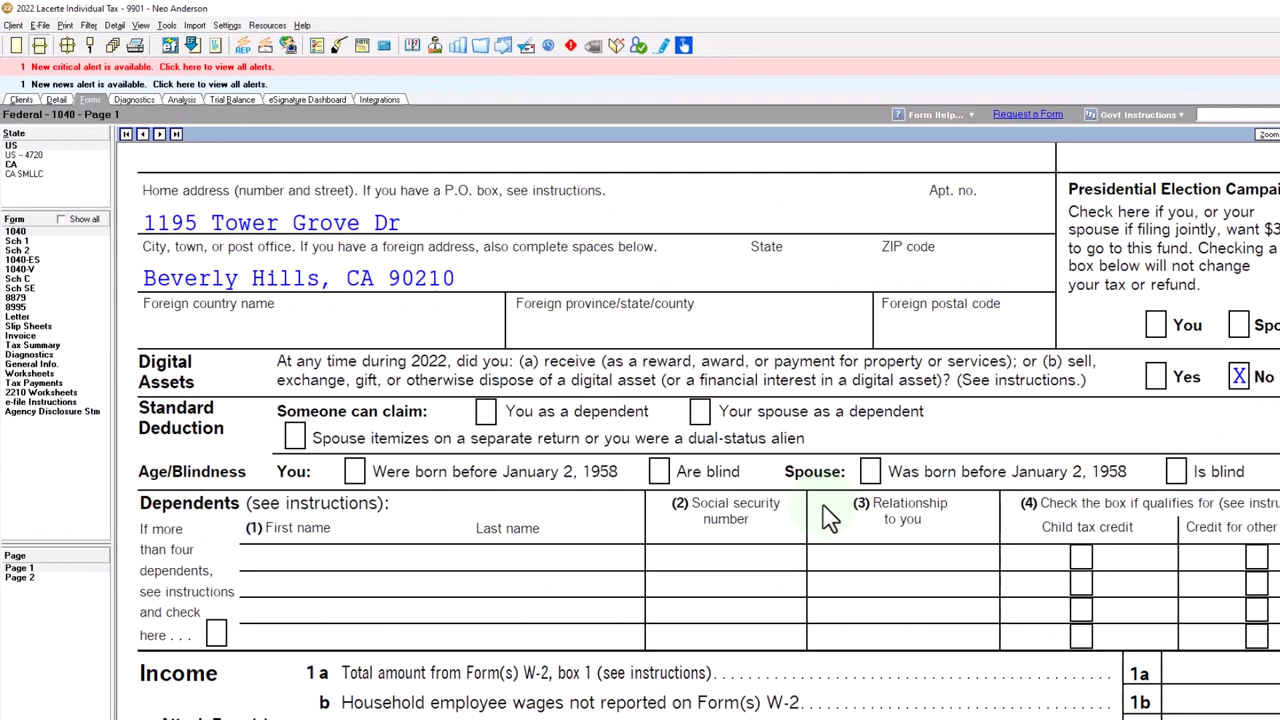 2022 Lacerte Individual Tax - 9901 - Neo Anderson
Client E-File Print Filter Detail View Tools Import Settings Resources Help
1 New critical alert is available. Click here to view all alerts.
1 New news alert is available. Click here to view all alerts.
Clients Detail Forms Diagnostics Analysis Trial Balance eSignature Dashboard Integrations
Federal - 1040 - Page 1
? Form Help... Request a Form Govt Instructions
Zoom
State
US
US -- 4720
CA
CA SMLLC
Form Show all
1040
Sch 1
Sch 2
1040-ES
1040-V
Sch C
Sch SE
8879
8995
Letter
Slip Sheets
Invoice
Tax Summary
Diagnostics
General Info.
Worksheets
Tax Payments
2210 Worksheets
e-file Instructions
Agency Disclosure Stm
Page
Page 1
Page 2
Home address (number and street). If you have a P.O. box, see instructions. Apt. no.
1195 Tower Grove Dr
City, town, or post office. If you have a foreign address, also complete spaces below. State ZIP code
Beverly Hills, CA 90210
Foreign country name Foreign province/state/county Foreign postal code
Presidential Election Campai
Check here if you, or your
spouse if filing jointly, want $3
to go to this fund. Checking a
box below will not change
your tax or refund.
You Spo
Digital Assets
At any time during 2022, did you: (a) receive (as a reward, award, or payment for property or services); or (b) sell,
exchange, gift, or otherwise dispose of a digital asset (or a financial interest in a digital asset)? (See instructions.)
Yes X No
Standard Deduction
Someone can claim: You as a dependent Your spouse as a dependent
Spouse itemizes on a separate return or you were a dual-status alien
Age/Blindness You: Were born before January 2, 1958 Are blind Spouse: Was born before January 2, 1958 Is blind
Dependents (see instructions):
(1) First name Last name
(2) Social security number
(3) Relationship to you
(4) Check the box if qualifies for (see instru
Child tax credit Credit for other
If more
than four
dependents,
see instructions
and check
here . . .
Income
1a Total amount from Form(s) W-2, box 1 (see instructions) 1a
b Household employee wages not reported on Form(s) W-2 1b